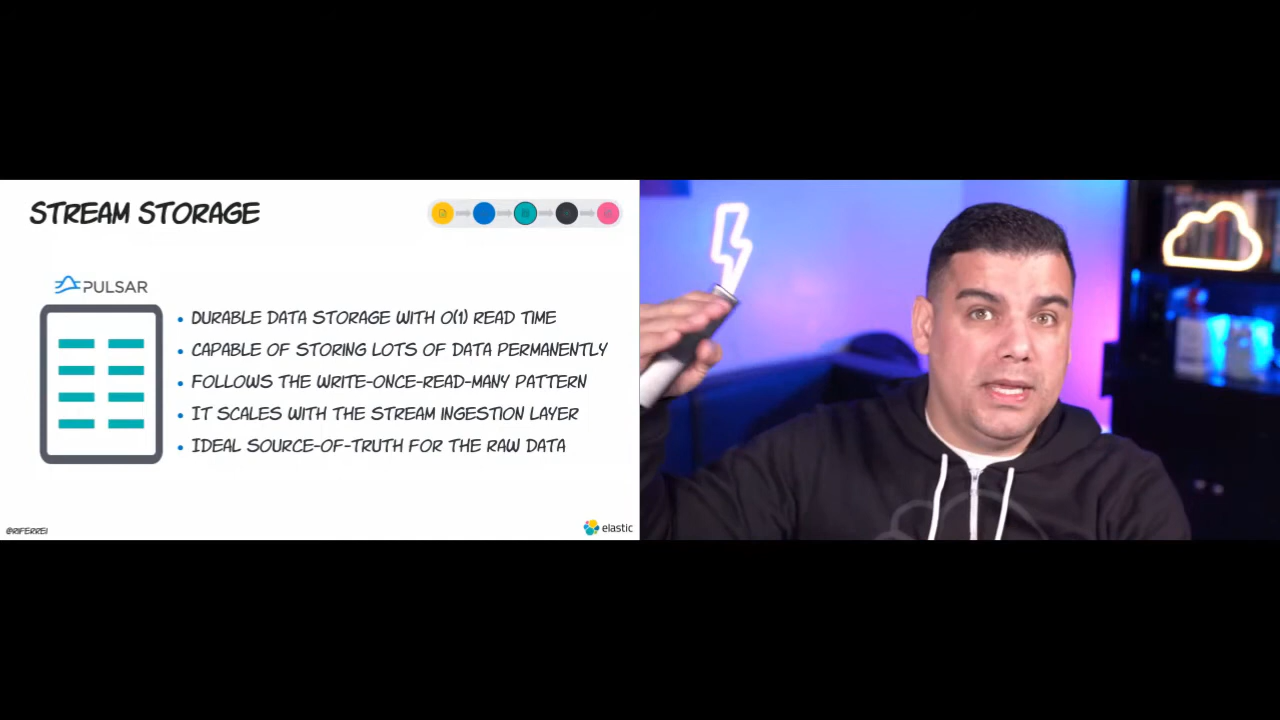 STREAM STORAGE
PULSAR
DURABLE DATA STORAGE WITH O(1) READ TIME
CAPABLE OF STORING LOTS OF DATA PERMANENTLY
FOLLOWS THE WRITE-ONCE-READ-MANY PATTERN
IT SCALES WITH THE STREAM INGESTION LAYER
IDEAL SOURCE-OF-TRUTH FOR THE RAW DATA
@RIFERREI
elastic